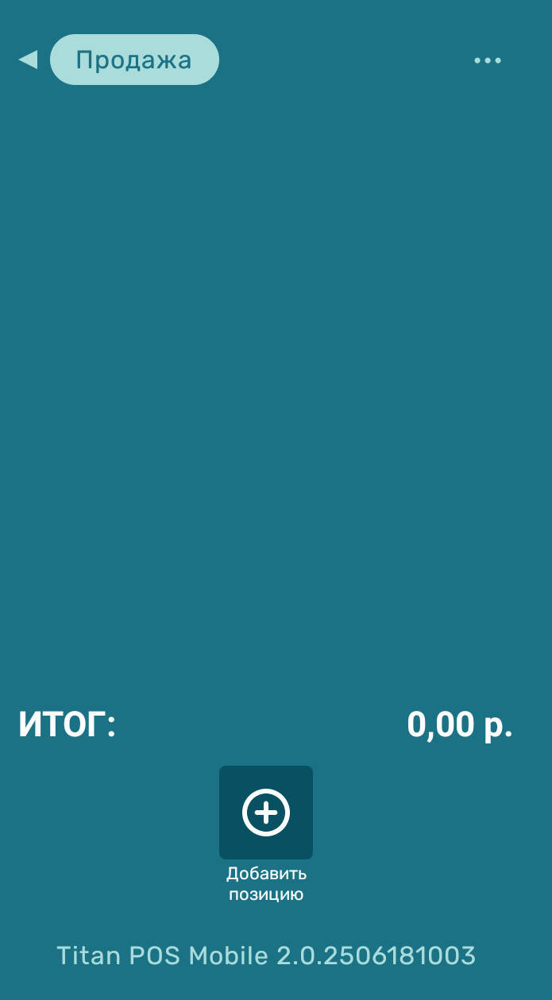 Продажа
ИТОГ: 0,00 р.
Добавить
позицию
Titan POS Mobile 2.0.2506181003